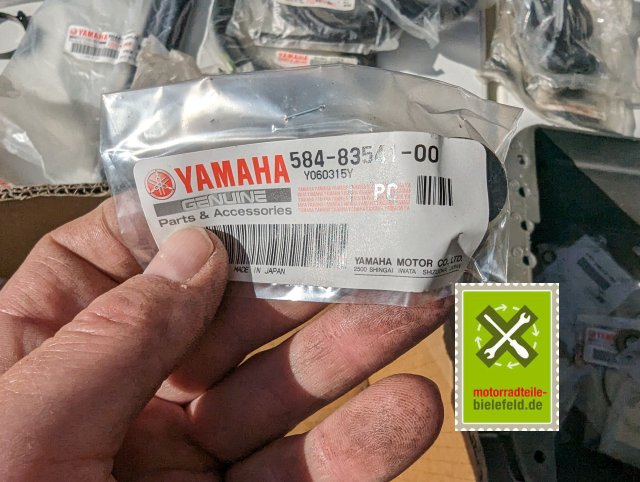 YAMAHA
584-83541-00
Y060315Y
GENUINE
Parts & Accessories
PC
MADE IN JAPAN
YAMAHA MOTOR CO., LTD.
2500 SHINGAI IWATA SHIZUOKA JAPAN
motorradteile-
bielefeld.de
YAMAHA